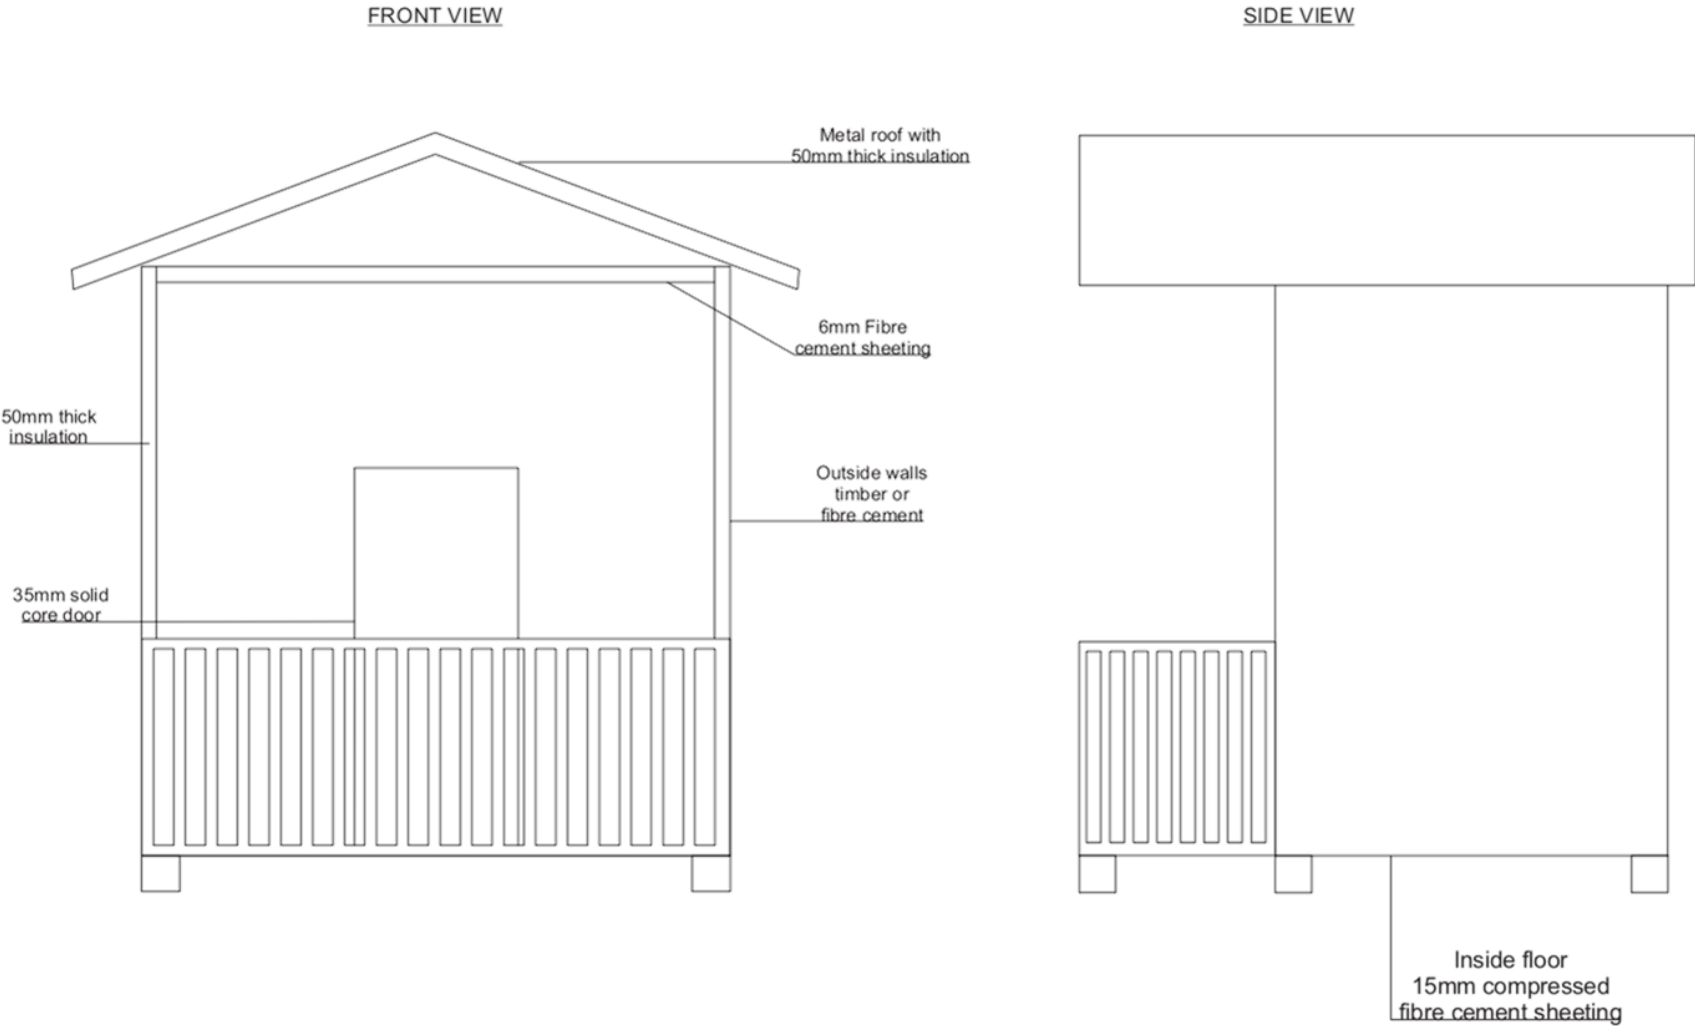 FRONT VIEW
SIDE VIEW
Metal roof with
50mm thick insulation
6mm Fibre
cement sheeting
50mm thick
insulation
Outside walls
timber or
fibre cement
35mm solid
core door
Inside floor
15mm compressed
fibre cement sheeting